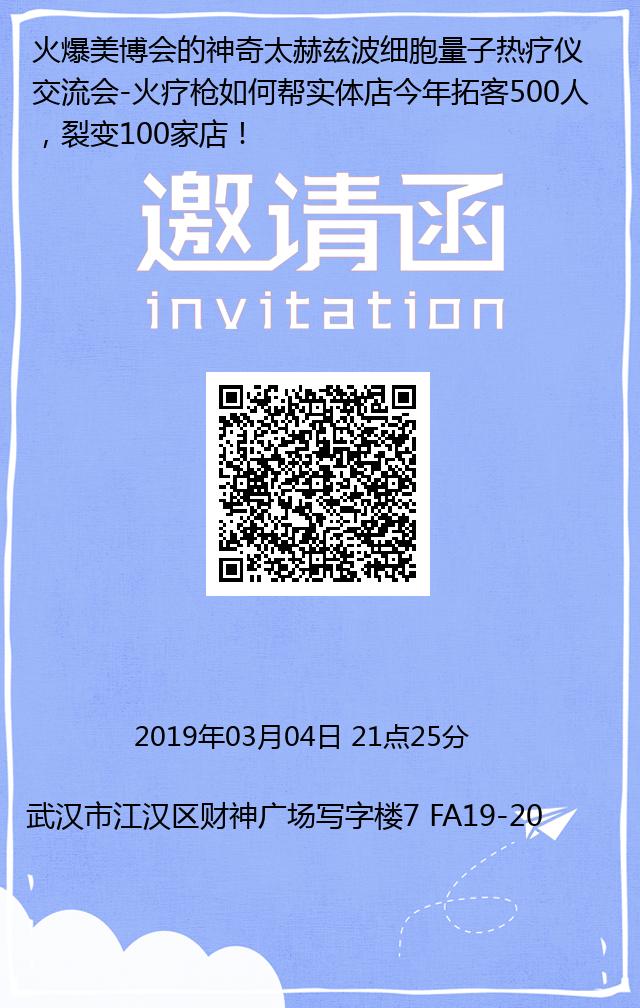 火爆美博会的神奇太赫兹波细胞量子热疗仪
交流会-火疗枪如何帮实体店今年拓客500人
，裂变100家店！
邀请函
invitation
2019年03月04日 21点25分
武汉市江汉区财神广场写字楼7 FA19-20